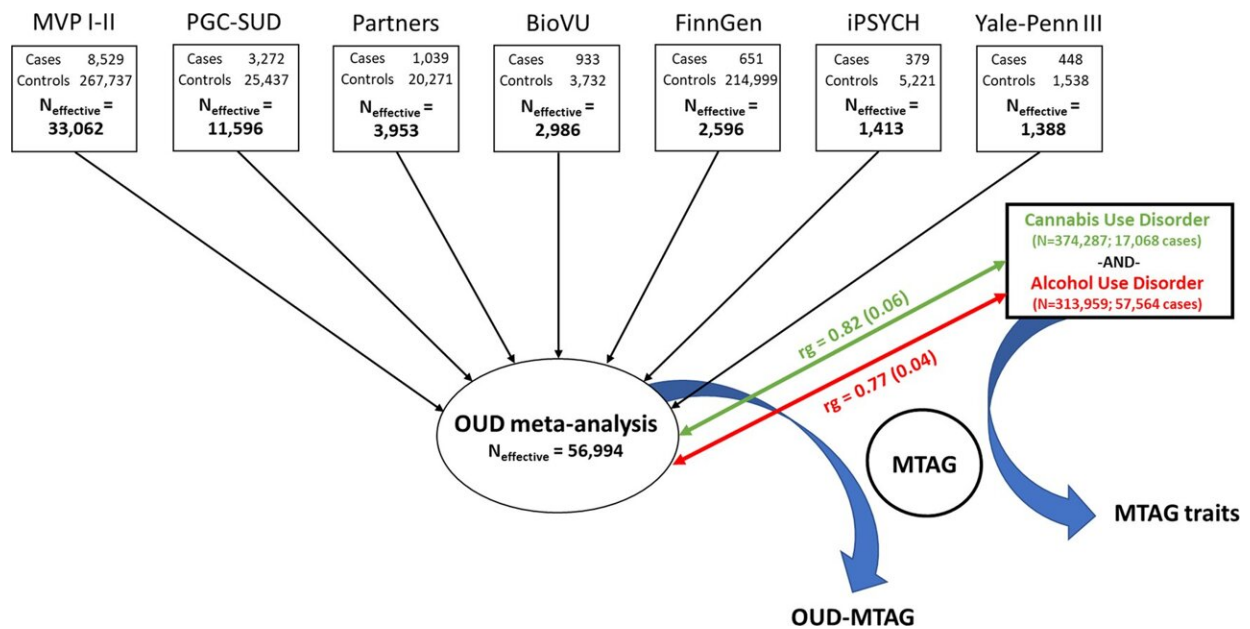 MVP I-II
Cases 8,529
Controls 267,737
Neffective =
33,062
PGC-SUD
Cases 3,272
Controls 25,437
Neffective =
11,596
Partners
Cases 1,039
Controls 20,271
Neffective =
3,953
BioVU
Cases 933
Controls 3,732
Neffective =
2,986
FinnGen
Cases 651
Controls 214,999
Neffective =
2,596
iPSYCH
Cases 379
Controls 5,221
Neffective =
1,413
Yale-Penn III
Cases 448
Controls 1,538
Neffective =
1,388
Cannabis Use Disorder
(N=374,287; 17,068 cases)
-AND-
Alcohol Use Disorder
(N=313,959; 57,564 cases)
rg = 0.82 (0.06)
rg = 0.77 (0.04)
OUD meta-analysis
Neffective = 56,994
MTAG
MTAG traits
OUD-MTAG